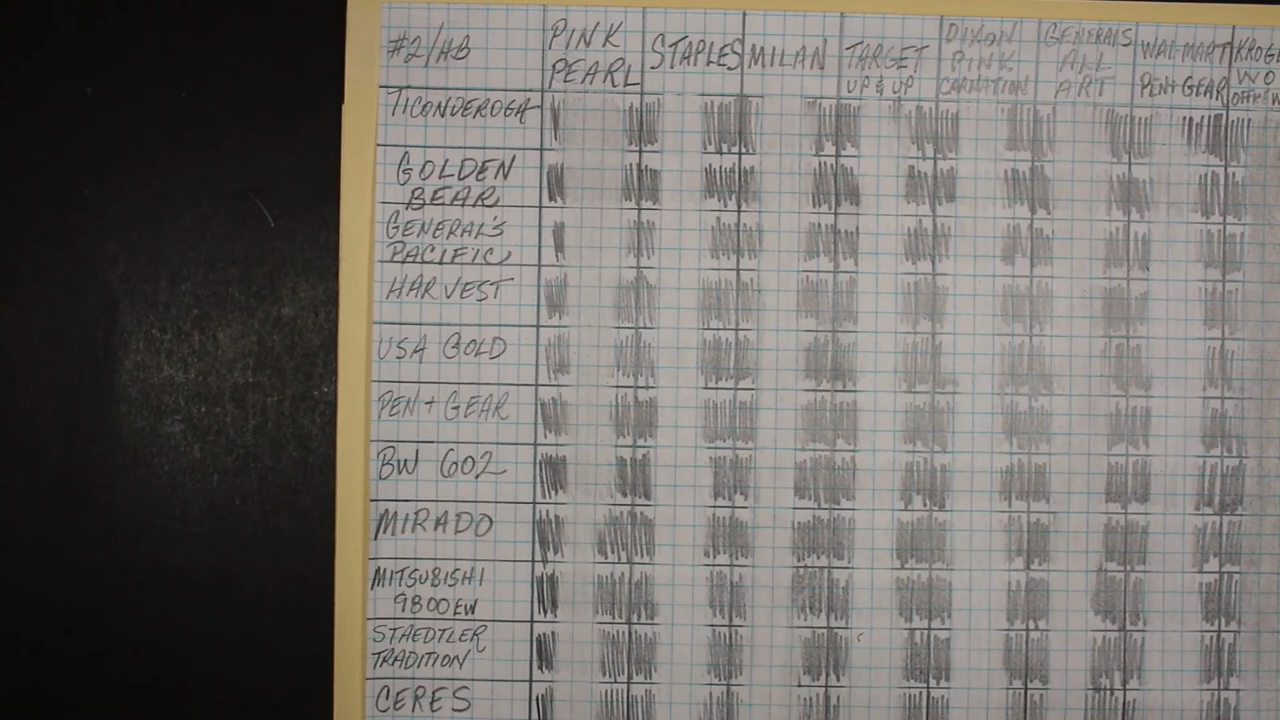 #2/HB
PINK
PEARL
STAPLES
MILAN
TARGET
UP & UP
DIXON
PINK
CARNATION
GENERALS
ALL
ART
WAL-MART
PEN+GEAR
TICONDEROGA
GOLDEN
BEAR
GENERAL'S
PACIFIC
HARVEST
USA GOLD
PEN + GEAR
BW 602
MIRADO
MITSUBISHI
9800EW
STAEDTLER
TRADITION
CERES